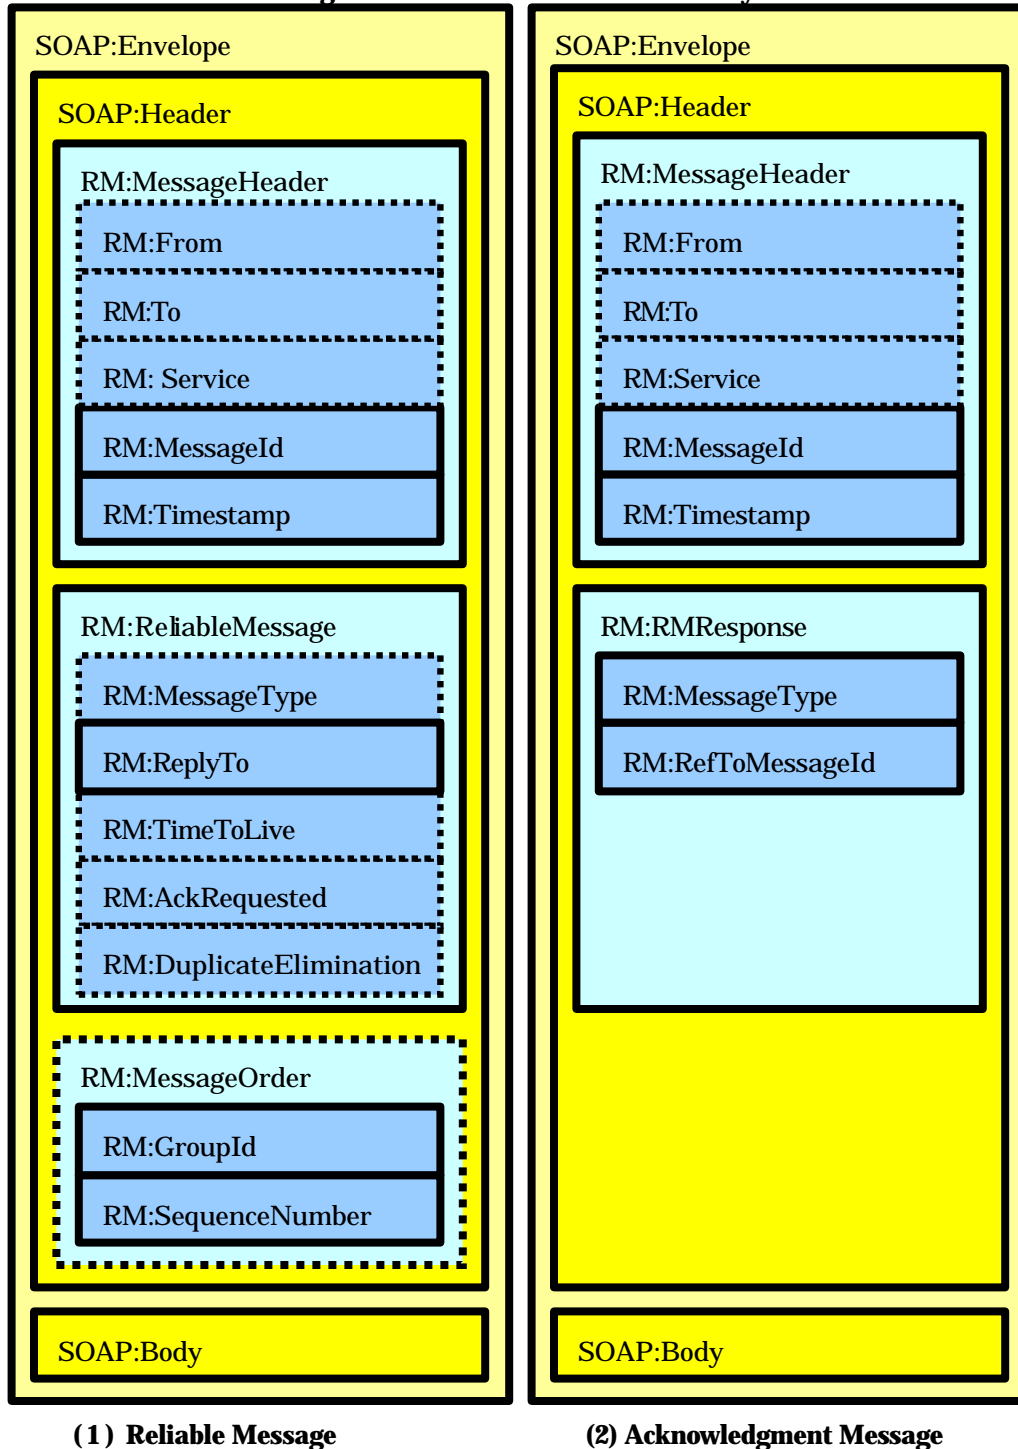 SOAP:Envelope
SOAP:Header
RM:MessageHeader
RM:From
RM:To
RM: Service
RM:MessageId
RM:Timestamp
RM:ReliableMessage
RM:MessageType
RM:ReplyTo
RM:TimeToLive
RM:AckRequested
RM:DuplicateElimination
RM:MessageOrder
RM:GroupId
RM:SequenceNumber
SOAP:Body
(1) Reliable Message
SOAP:Envelope
SOAP:Header
RM:MessageHeader
RM:From
RM:To
RM:Service
RM:MessageId
RM:Timestamp
RM:RMResponse
RM:MessageType
RM:RefToMessageId
SOAP:Body
(2) Acknowledgment Message